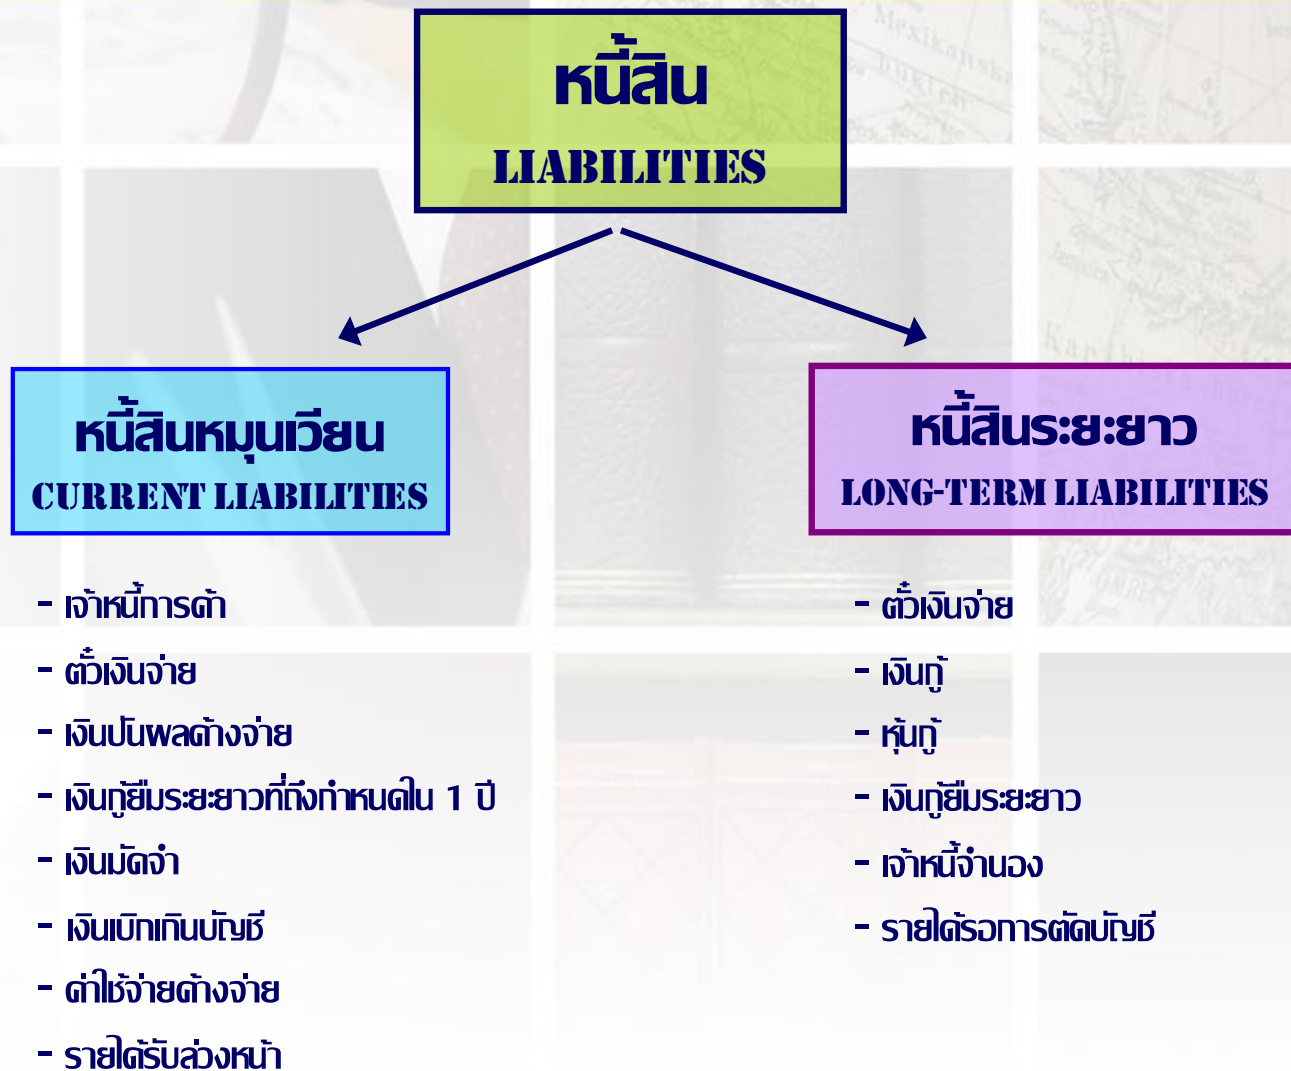 หนี้สิน
LIABILITIES
หนี้สินหมุนเวียน
CURRENT LIABILITIES
- เจ้าหนี้การค้า
- ตั๋วเงินจ่าย
- เงินปันผลค้างจ่าย
- เงินกู้ยืมระยะยาวที่ถึงกำหนดใน 1 ปี
- เงินมัดจำ
- เงินเบิกเกินบัญชี
- ค่าใช้จ่ายค้างจ่าย
- รายได้รับล่วงหน้า
หนี้สินระยะยาว
LONG-TERM LIABILITIES
- ตั๋วเงินจ่าย
- เงินกู้
- หุ้นกู้
- เงินกู้ยืมระยะยาว
- เจ้าหนี้จำนอง
- รายได้รอการตัดบัญชี